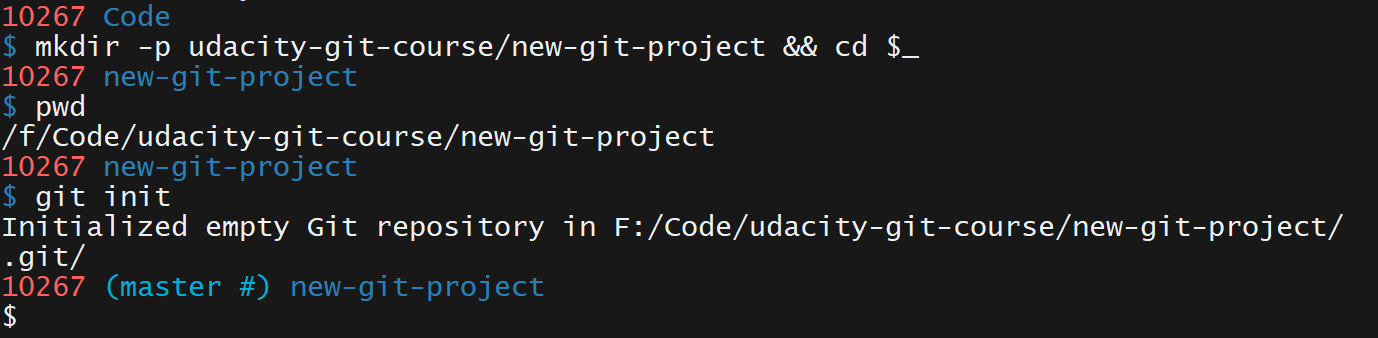 10267 Code
$ mkdir -p udacity-git-course/new-git-project && cd $_
10267 new-git-project
$ pwd
/f/Code/udacity-git-course/new-git-project
10267 new-git-project
$ git init
Initialized empty Git repository in F:/Code/udacity-git-course/new-git-project/
.git/
10267 (master #) new-git-project
$